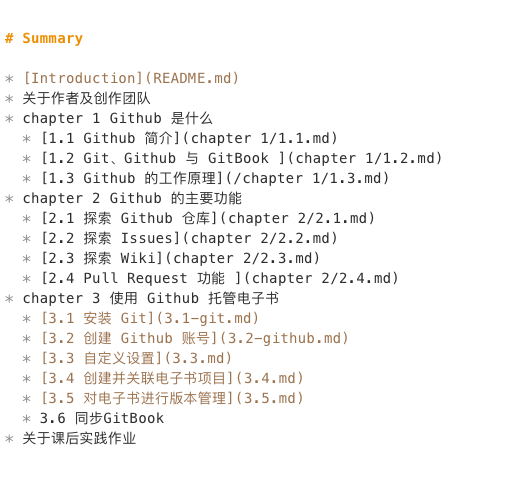 # Summary
* [Introduction](README.md)
* 关于作者及创作团队
* chapter 1 Github 是什么
* [1.1 Github 简介](chapter 1/1.1.md)
* [1.2 Git、Github 与 GitBook ](chapter 1/1.2.md)
* [1.3 Github 的工作原理](/chapter 1/1.3.md)
* chapter 2 Github 的主要功能
* [2.1 探索 Github 仓库](chapter 2/2.1.md)
* [2.2 探索 Issues](chapter 2/2.2.md)
* [2.3 探索 Wiki](chapter 2/2.3.md)
* [2.4 Pull Request 功能 ](chapter 2/2.4.md)
* chapter 3 使用 Github 托管电子书
* [3.1 安装 Git](3.1-git.md)
* [3.2 创建 Github 账号](3.2-github.md)
* [3.3 自定义设置](3.3.md)
* [3.4 创建并关联电子书项目](3.4.md)
* [3.5 对电子书进行版本管理](3.5.md)
* 3.6 同步GitBook
* 关于课后实践作业